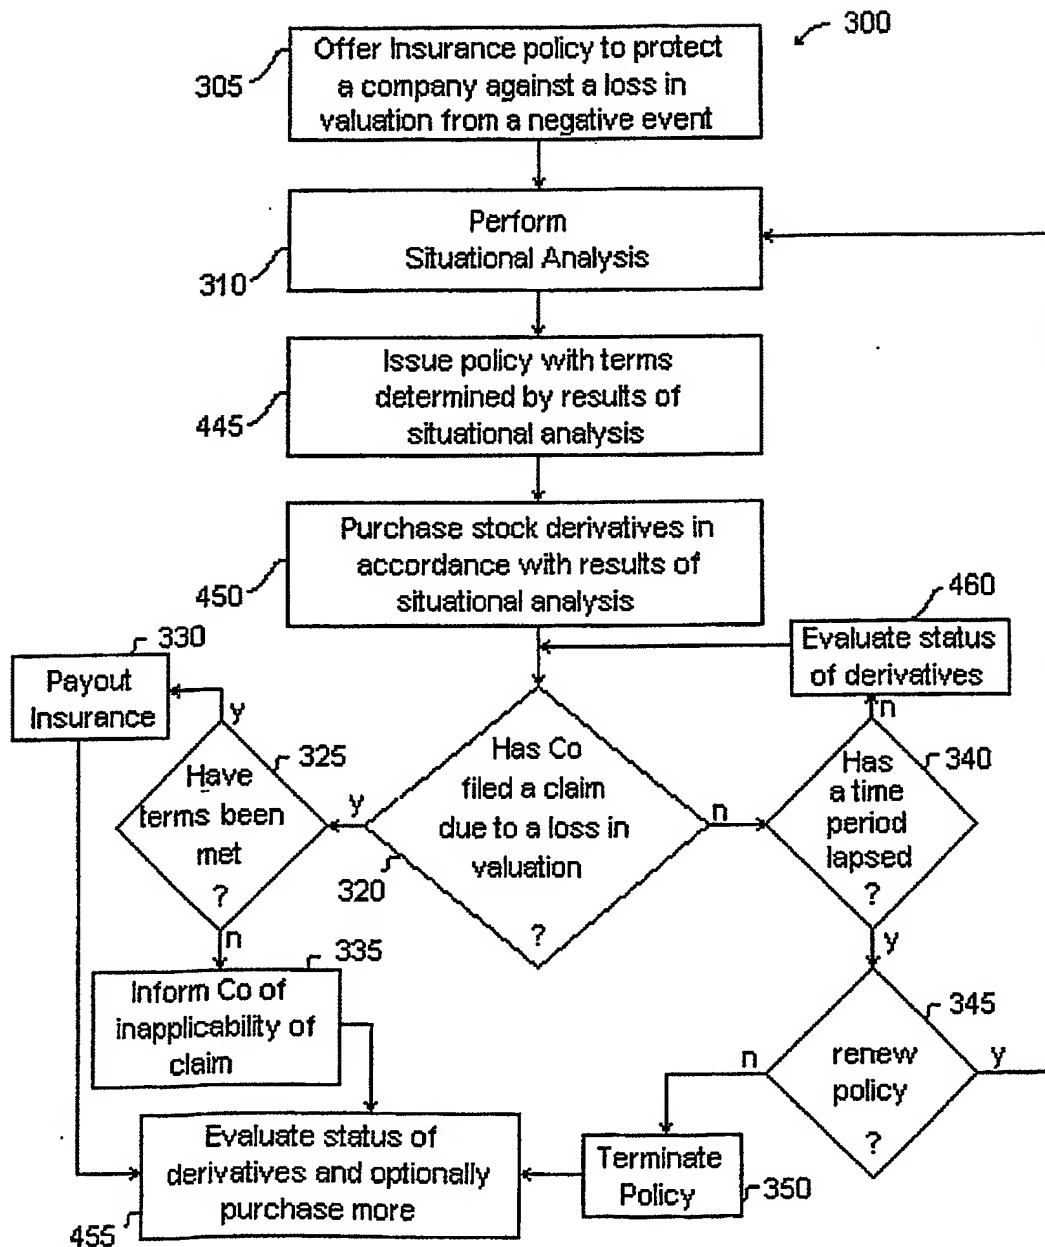 300
Offer Insurance policy to protect
a company against a loss in
valuation from a negative event
305
Perform
Situational Analysis
310
Issue policy with terms
determined by results of
situational analysis
445
Purchase stock derivatives in
accordance with results of
situational analysis
450
460
Evaluate status
of derivatives
330
Payout
Insurance
y
325
Have
terms been
met
?
y
Has Co
filed a claim
due to a loss in
valuation
?
320
n
n
340
Has
a time
period
lapsed
?
n
335
Inform Co of
inapplicability of
claim
y
345
renew
policy
?
n
y
Evaluate status of
derivatives and optionally
purchase more
455
Terminate
Policy
350